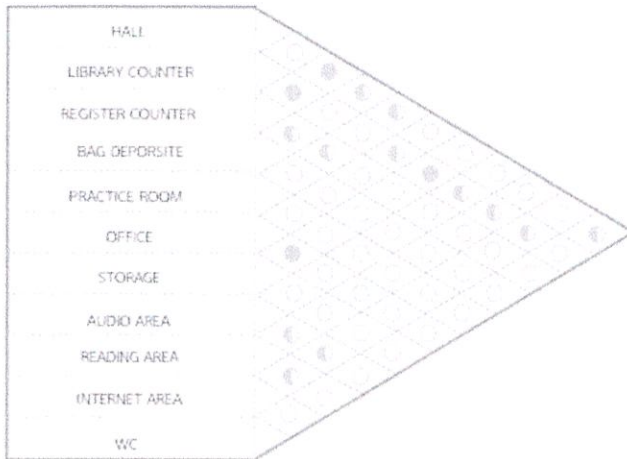 HALL
LIBRARY COUNTER
REGISTER COUNTER
BAG DEPORSITE
PRACTICE ROOM
OFFICE
STORAGE
AUDIO AREA
READING AREA
INTERNET AREA
WC